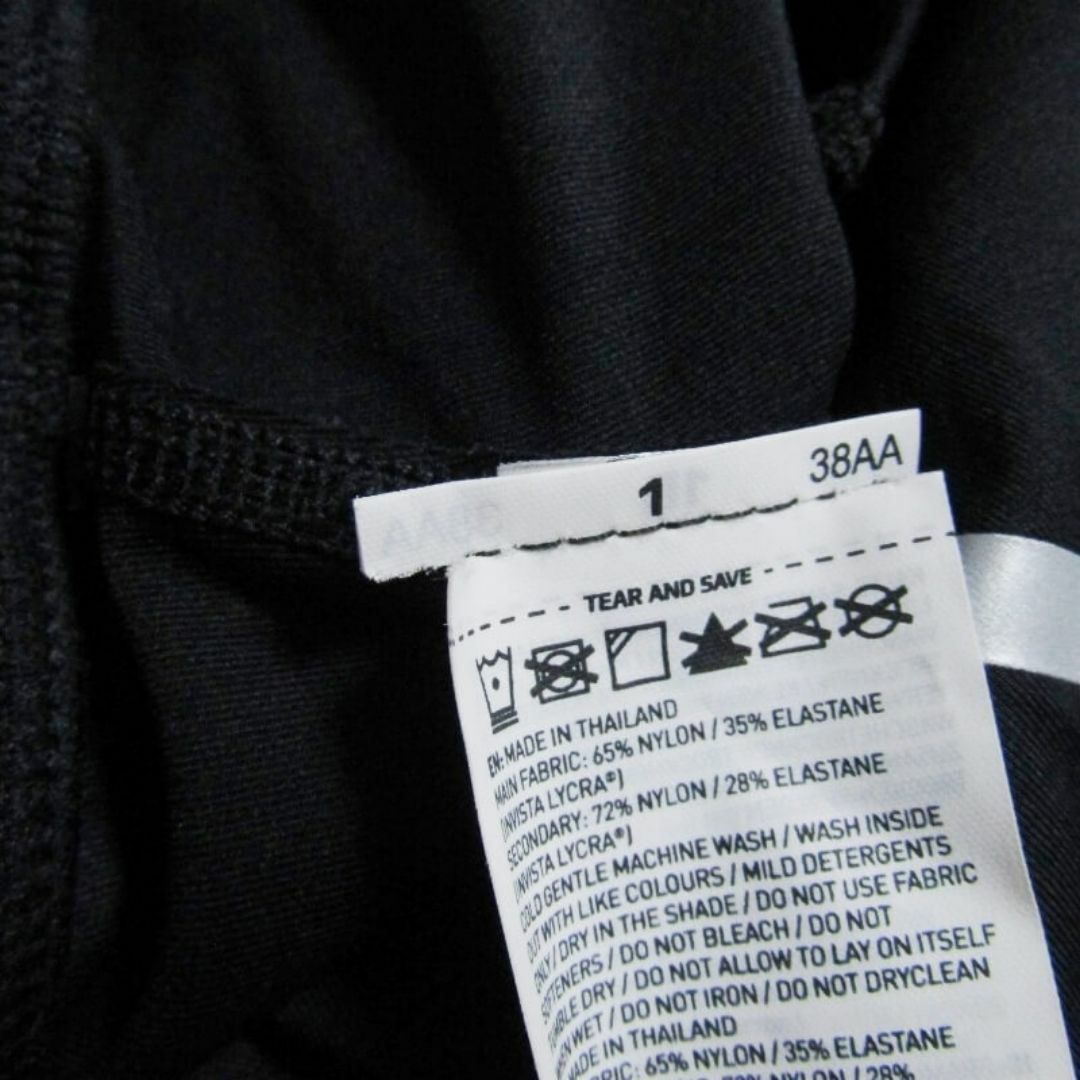 1 38AA
TEAR AND SAVE
EN: MADE IN THAILAND
MAIN FABRIC: 65% NYLON / 35% ELASTANE
(INVISTA LYCRA®)
SECONDARY: 72% NYLON / 28% ELASTANE
(INVISTA LYCRA®)
COLD GENTLE MACHINE WASH / WASH INSIDE
OUT WITH LIKE COLOURS / MILD DETERGENTS
ONLY / DRY IN THE SHADE / DO NOT USE FABRIC
SOFTENERS / DO NOT BLEACH / DO NOT
TUMBLE DRY / DO NOT ALLOW TO LAY ON ITSELF
WHEN WET / DO NOT IRON / DO NOT DRYCLEAN
MADE IN THAILAND
65% NYLON / 35% ELASTANE
NYLON / 28%